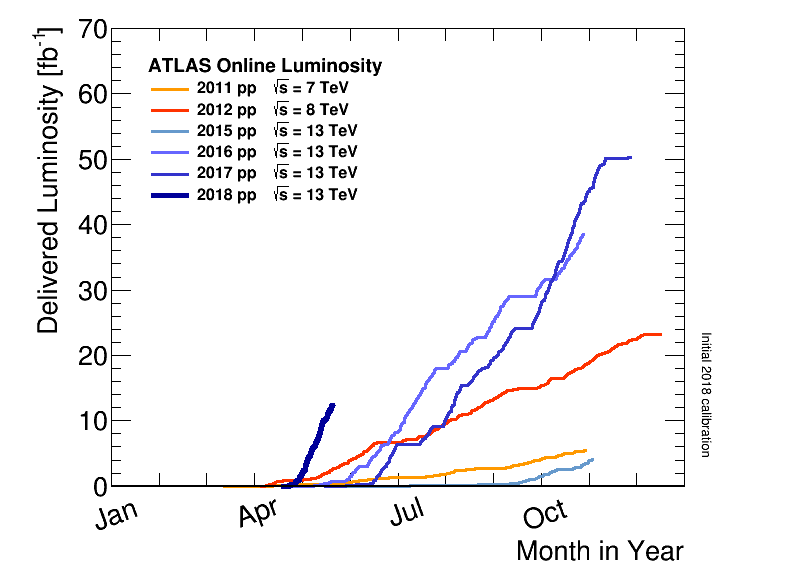 Delivered Luminosity [fb-1]
70
60
50
40
30
20
10
0
ATLAS Online Luminosity
2011 pp √s = 7 TeV
2012 pp √s = 8 TeV
2015 pp √s = 13 TeV
2016 pp √s = 13 TeV
2017 pp √s = 13 TeV
2018 pp √s = 13 TeV
Initial 2018 calibration
Jan Apr Jul Oct
Month in Year